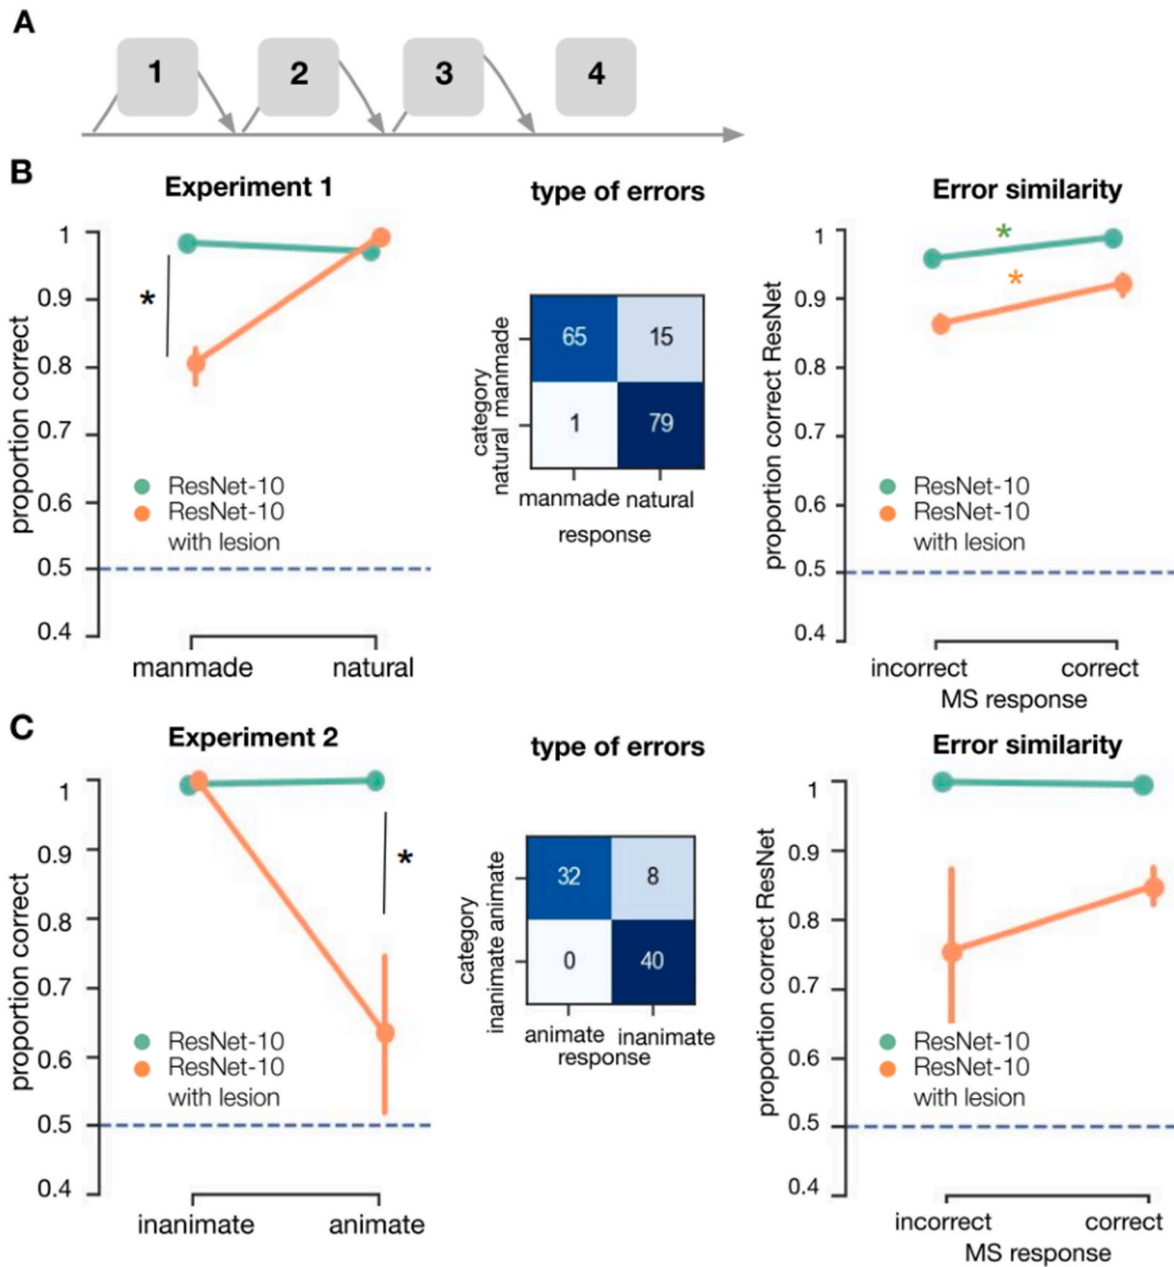 A
1 2 3 4
B
Experiment 1
proportion correct
1
0.9
0.8
0.7
0.6
0.5
0.4
*
ResNet-10
ResNet-10
with lesion
manmade natural
type of errors
category
natural manmade
65 15
1 79
manmade natural
response
Error similarity
proportion correct ResNet
1
0.9
0.8
0.7
0.6
0.5
0.4
*
*
ResNet-10
ResNet-10
with lesion
incorrect correct
MS response
C
Experiment 2
proportion correct
1
0.9
0.8
0.7
0.6
0.5
0.4
*
ResNet-10
ResNet-10
with lesion
inanimate animate
type of errors
category
inanimate animate
32 8
0 40
animate inanimate
response
Error similarity
proportion correct ResNet
1
0.9
0.8
0.7
0.6
0.5
0.4
ResNet-10
ResNet-10
with lesion
incorrect correct
MS response